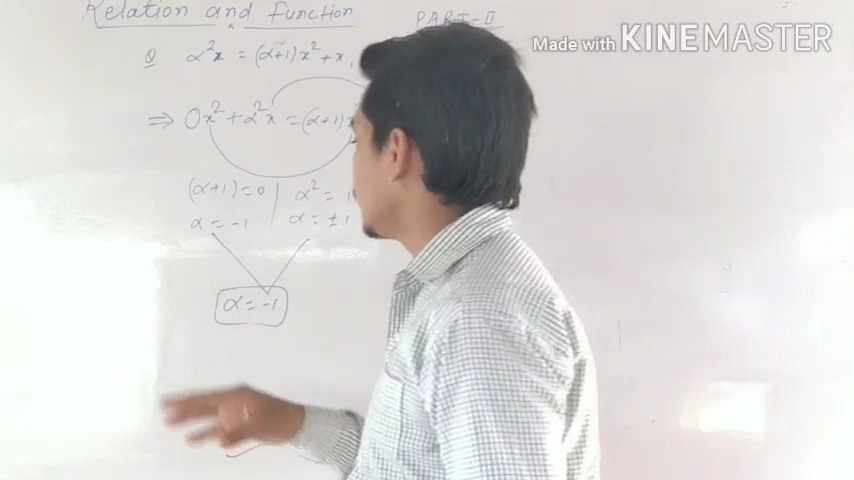 Relation and function PART-II
Made with KINEMASTER
Q α²x = (α+1)x² + x,
⇒ 0x² + α²x = (α+1)
(α+1) = 0 | α² = 1
α = -1 | α = ±1
α = -1